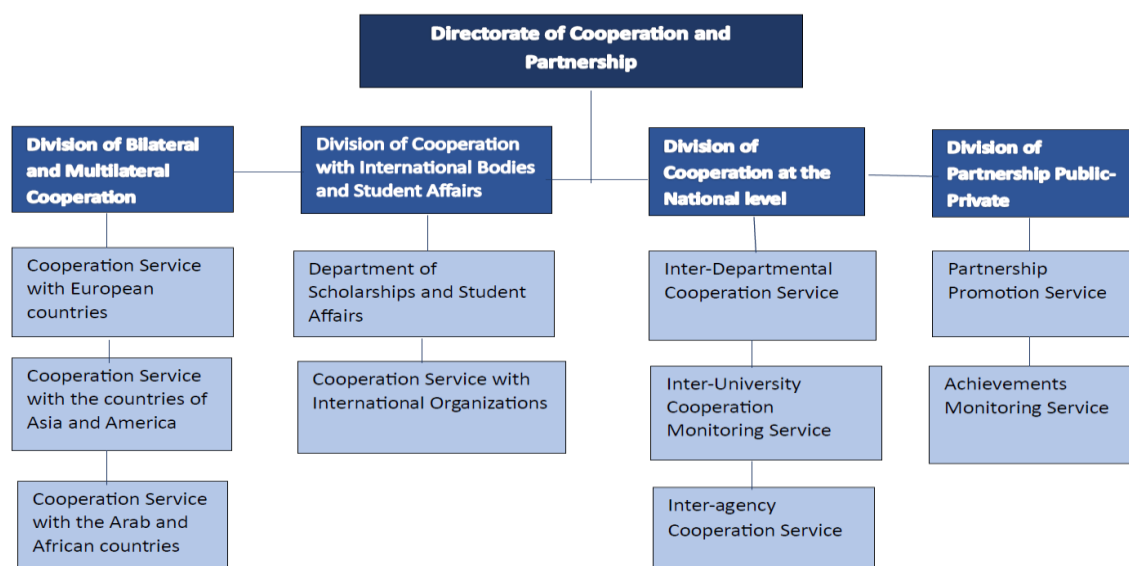 Directorate of Cooperation and
Partnership
Division of Bilateral
and Multilateral
Cooperation
Division of Cooperation
with International Bodies
and Student Affairs
Division of
Cooperation at the
National level
Division of
Partnership Public-
Private
Cooperation Service
with European
countries
Department of
Scholarships and Student
Affairs
Inter-Departmental
Cooperation Service
Partnership
Promotion Service
Cooperation Service
with the countries of
Asia and America
Cooperation Service with
International Organizations
Inter-University
Cooperation
Monitoring Service
Achievements
Monitoring Service
Cooperation Service
with the Arab and
African countries
Inter-agency
Cooperation Service